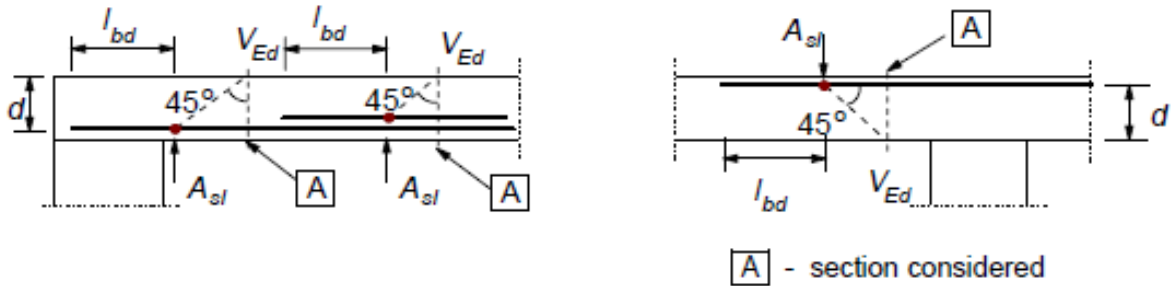 l_bd
V_Ed
l_bd
V_Ed
d
45°
45°
A_sl
A
A_sl
A
A_sl
A
45°
d
l_bd
V_Ed
A - section considered